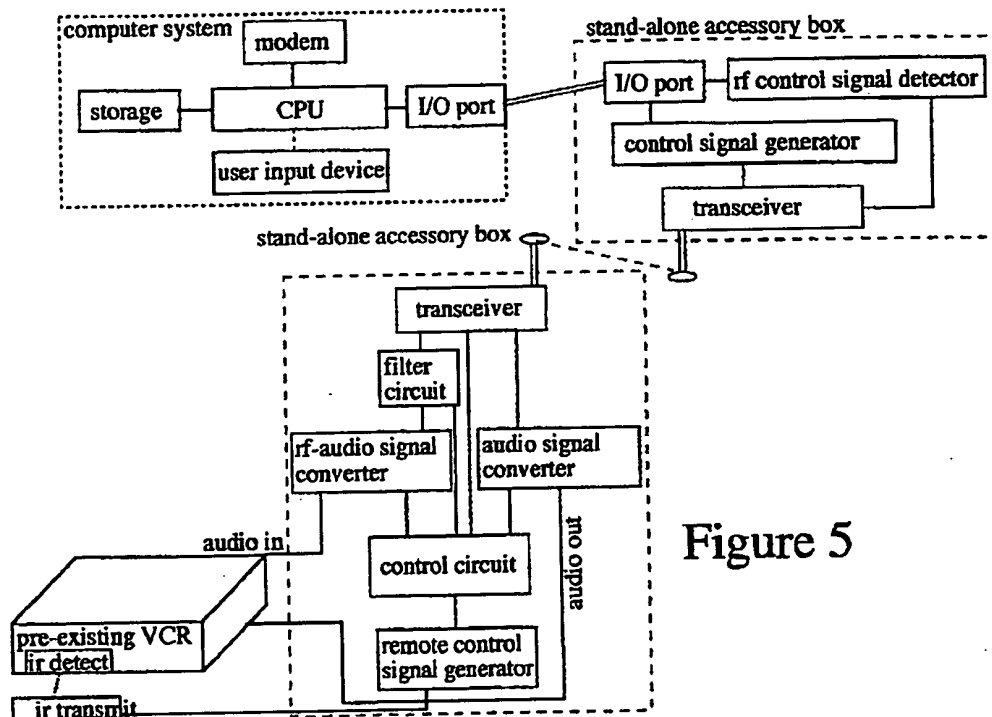 computer system
modem
storage
CPU
I/O port
user input device
stand-alone accessory box
I/O port
rf control signal detector
control signal generator
transceiver
stand-alone accessory box
transceiver
filter
circuit
rf-audio signal
converter
audio signal
converter
audio in
audio out
control circuit
Figure 5
pre-existing VCR
ir detect
remote control
signal generator
ir transmit